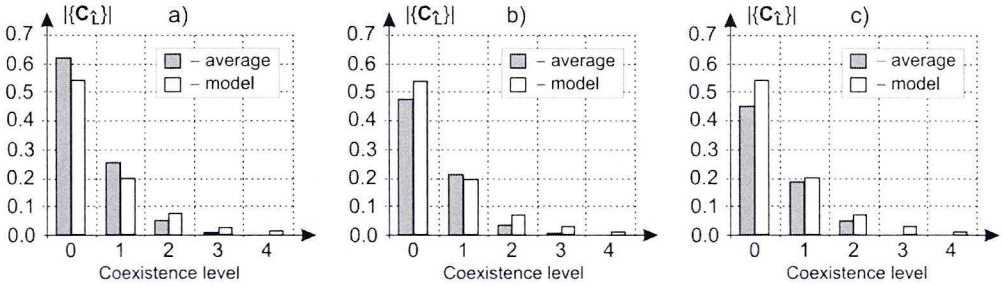 |{C_L̂}| a)
0.7
0.6
0.5
0.4
0.3
0.2
0.1
0.0
– average
– model
0 1 2 3 4
Coexistence level
|{C_L̂}| b)
0.7
0.6
0.5
0.4
0.3
0.2
0.1
0.0
– average
– model
0 1 2 3 4
Coexistence level
|{C_L̂}| c)
0.7
0.6
0.5
0.4
0.3
0.2
0.1
0.0
– average
– model
0 1 2 3 4
Coexistence level